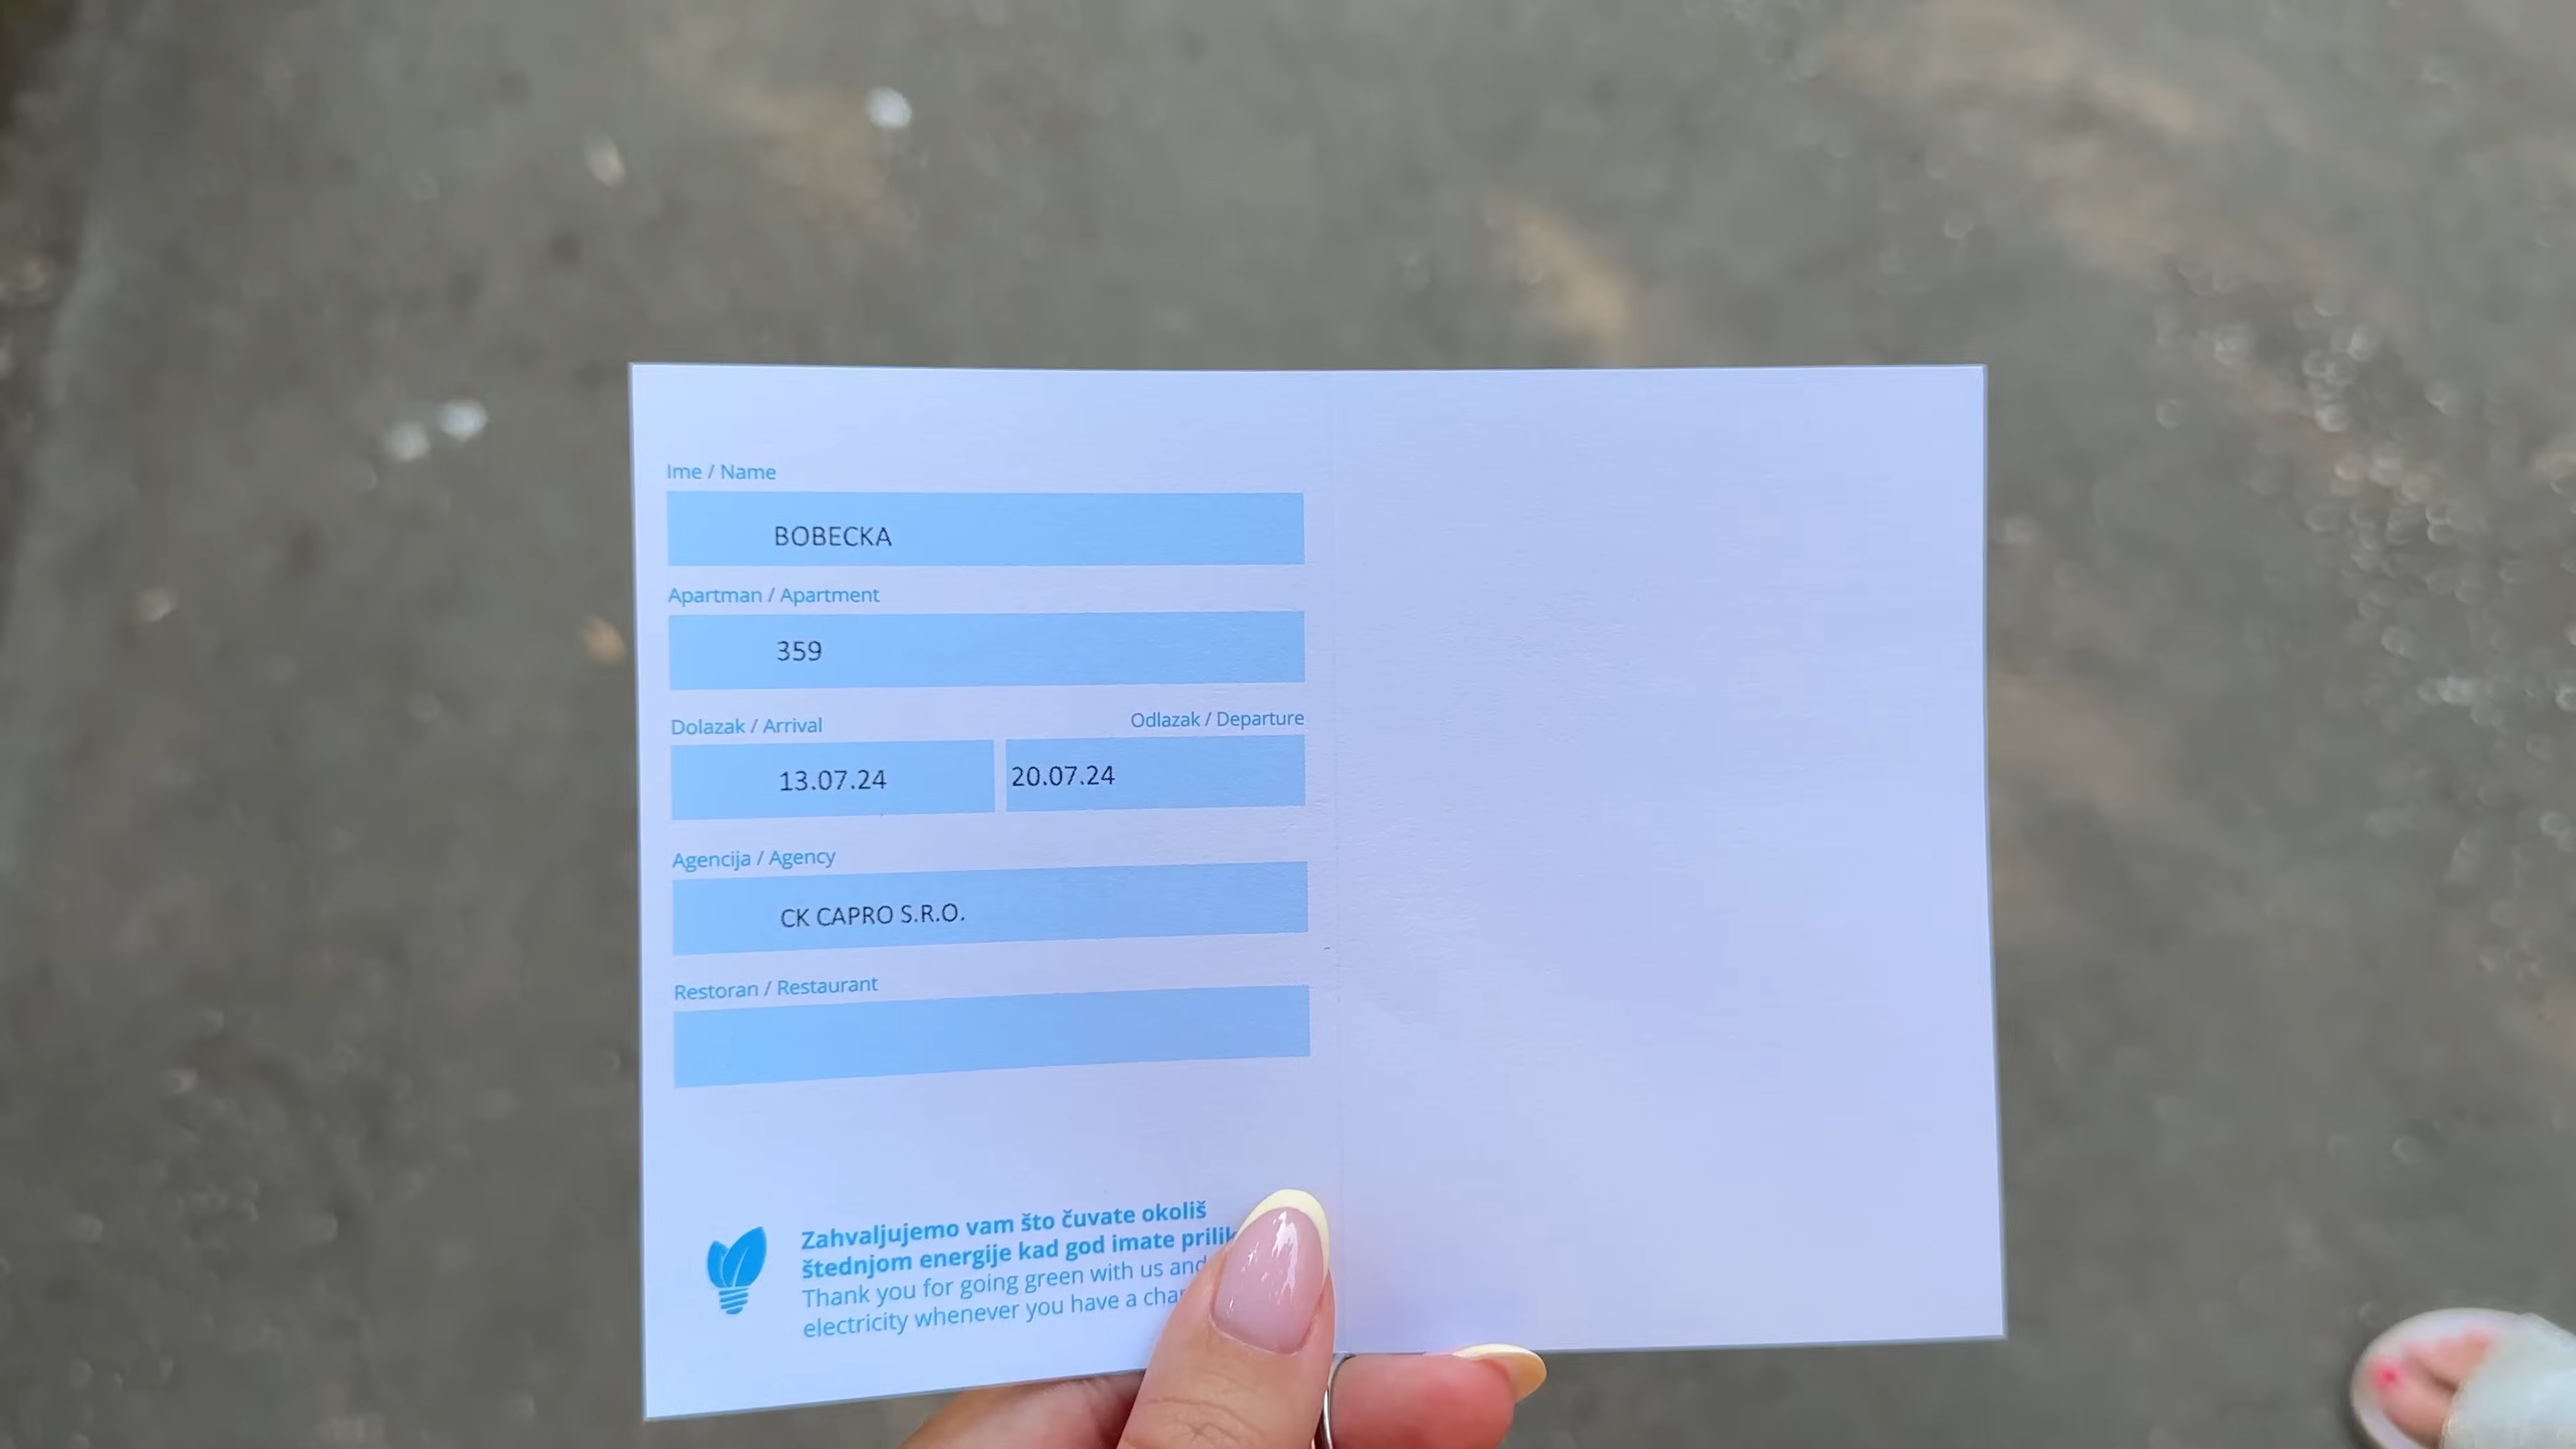 Ime / Name
BOBECKA
Apartman / Apartment
359
Dolazak / Arrival
Odlazak / Departure
13.07.24
20.07.24
Agencija / Agency
CK CAPRO S.R.O.
Restoran / Restaurant
Zahvaljujemo vam što čuvate okoliš
štednjom energije kad god imate
Thank you for going green with us and
electricity whenever you have a